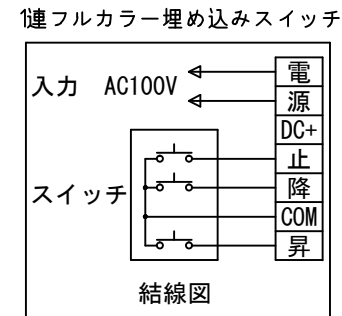 1連フルカラー埋め込みスイッチ
入力 AC100V
電
源
DC+
止
降
COM
昇
スイッチ
結線図